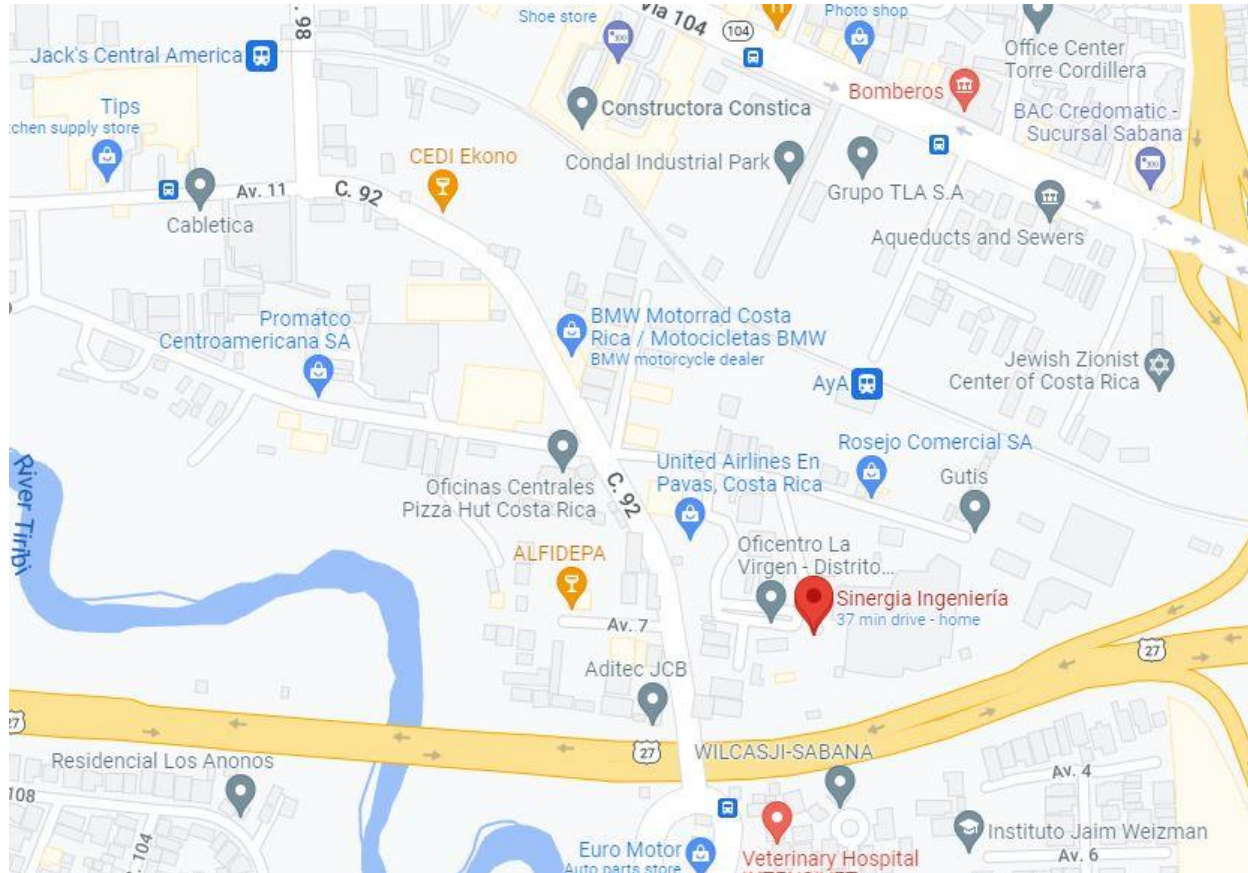 C. 98
Jack's Central America
Shoe store
Vía 104
104
Photo shop
Office Center
Torre Cordillera
Tips
chen supply store
Constructora Constica
Bomberos
BAC Credomatic -
Sucursal Sabana
CEDI Ekono
Condal Industrial Park
Av. 11
C. 92
Grupo TLA S.A
Cabletica
Aqueducts and Sewers
Promatco
Centroamericana SA
BMW Motorrad Costa
Rica / Motocicletas BMW
BMW motorcycle dealer
Jewish Zionist
Center of Costa Rica
AyA
Rosejo Comercial SA
River Tiribi
Oficinas Centrales
Pizza Hut Costa Rica
C. 92
United Airlines En
Pavas, Costa Rica
Gutis
Oficentro La
Virgen - Distrito...
ALFIDEPA
Sinergia Ingeniería
37 min drive - home
Av. 7
27
Aditec JCB
27
27
WILCASJI-SABANA
Residencial Los Anonos
Av. 4
108
C. 104
Instituto Jaim Weizman
Av. 6
Euro Motor
Auto parts store
Veterinary Hospital